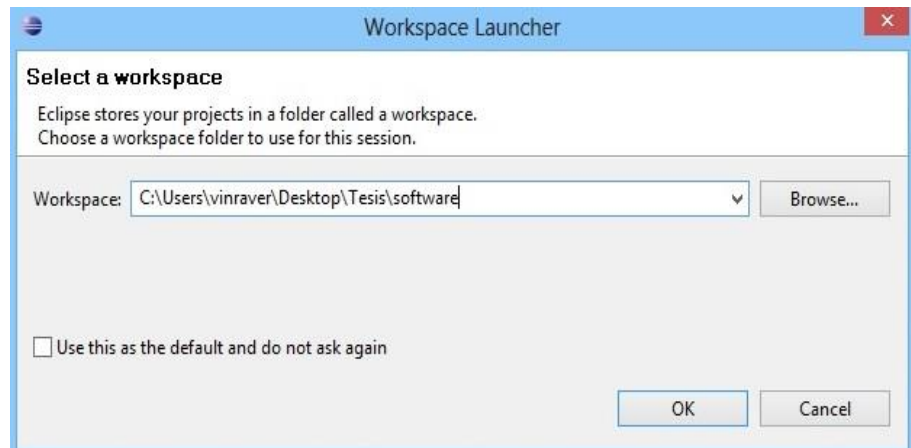 Workspace Launcher
Select a workspace
Eclipse stores your projects in a folder called a workspace.
Choose a workspace folder to use for this session.
Workspace: C:\Users\vinraver\Desktop\Tesis\software Browse...
Use this as the default and do not ask again
OK Cancel